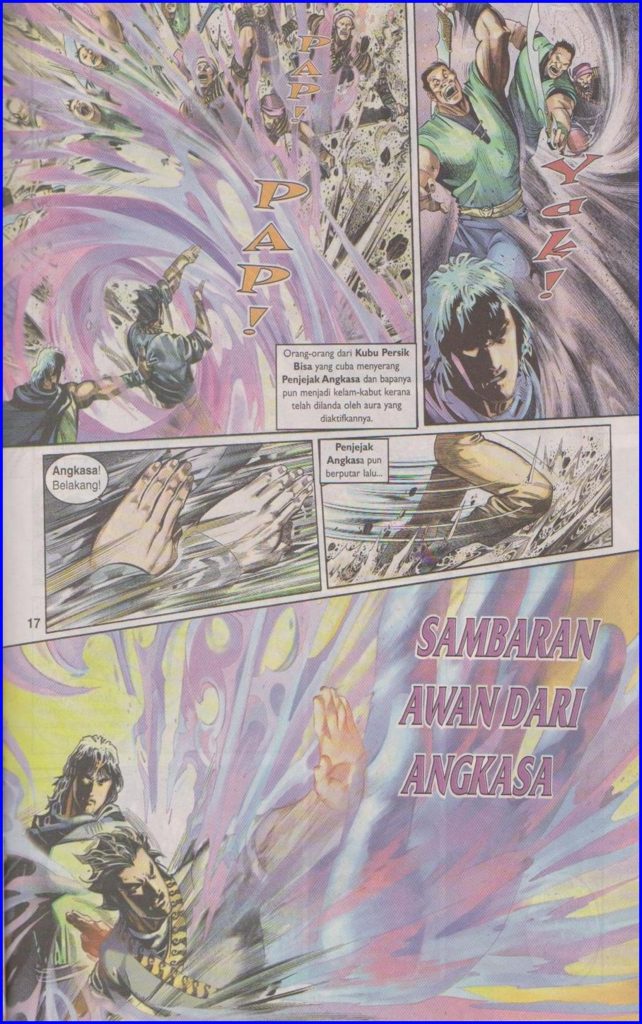 PAP!
PAP!
Orang-orang dari Kubu Persik
Bisa yang cuba menyerang
Penjejak Angkasa dan bapanya
pun menjadi kelam-kabut kerana
telah dilanda oleh aura yang
diaktifkannya.
Yak!
Angkasa!
Belakang!
Penjejak
Angkasa pun
berputar lalu...
17
SAMBARAN
AWAN DARI
ANGKASA